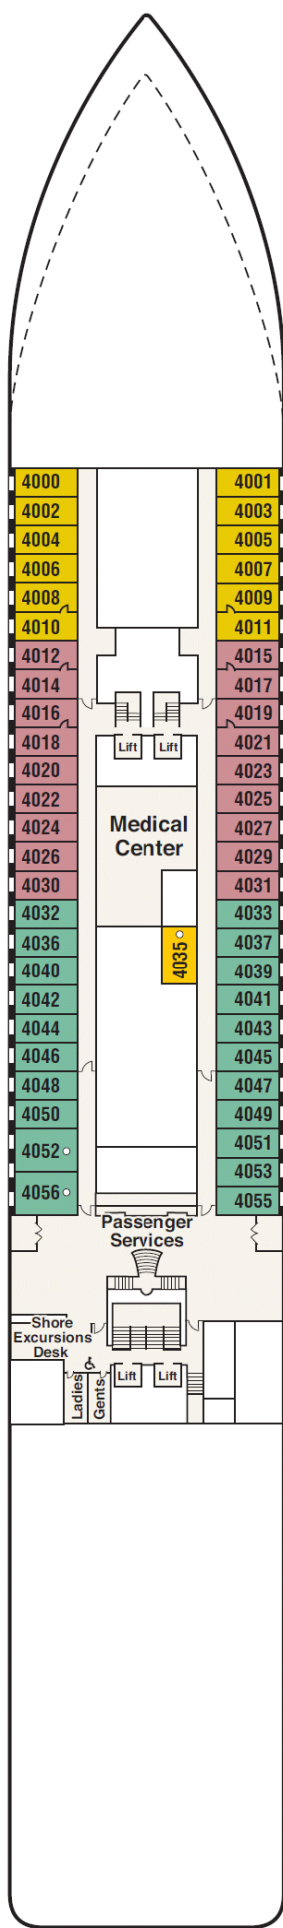 4000 4001
4002 4003
4004 4005
4006 4007
4008 4009
4010 4011
4012 4015
4014 4017
4016 4019
4018 Lift Lift 4021
4020 4023
4022 4025
4024 Medical 4027
4026 Center 4029
4030 4031
4032 4033
4036 4035 4037
4040 4039
4042 4041
4044 4043
4046 4045
4048 4047
4050 4049
4052 4051
4053
4056 4055
Passenger
Services
Shore
Excursions
Desk
Lift Lift
Ladies Gents